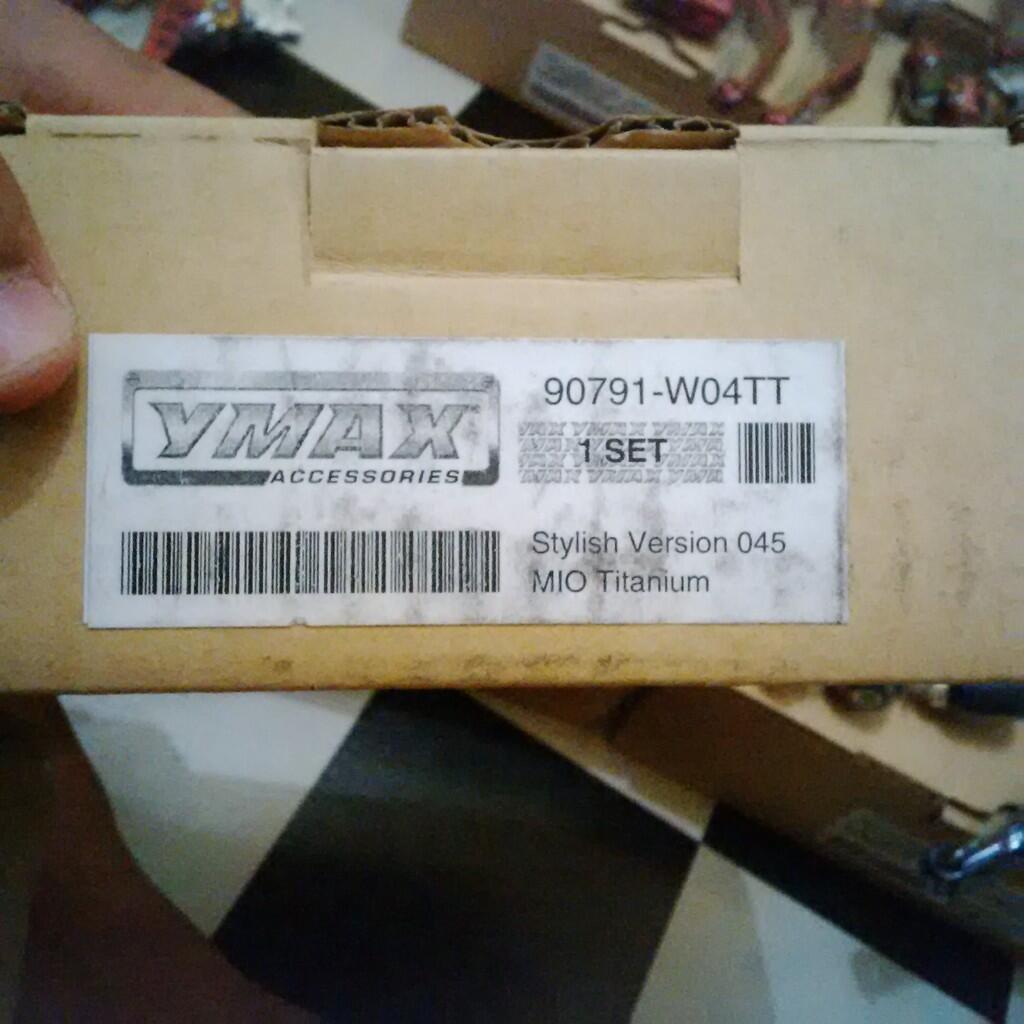 YMAX
ACCESSORIES
90791-W04TT
1 SET
Stylish Version 045
MIO Titanium